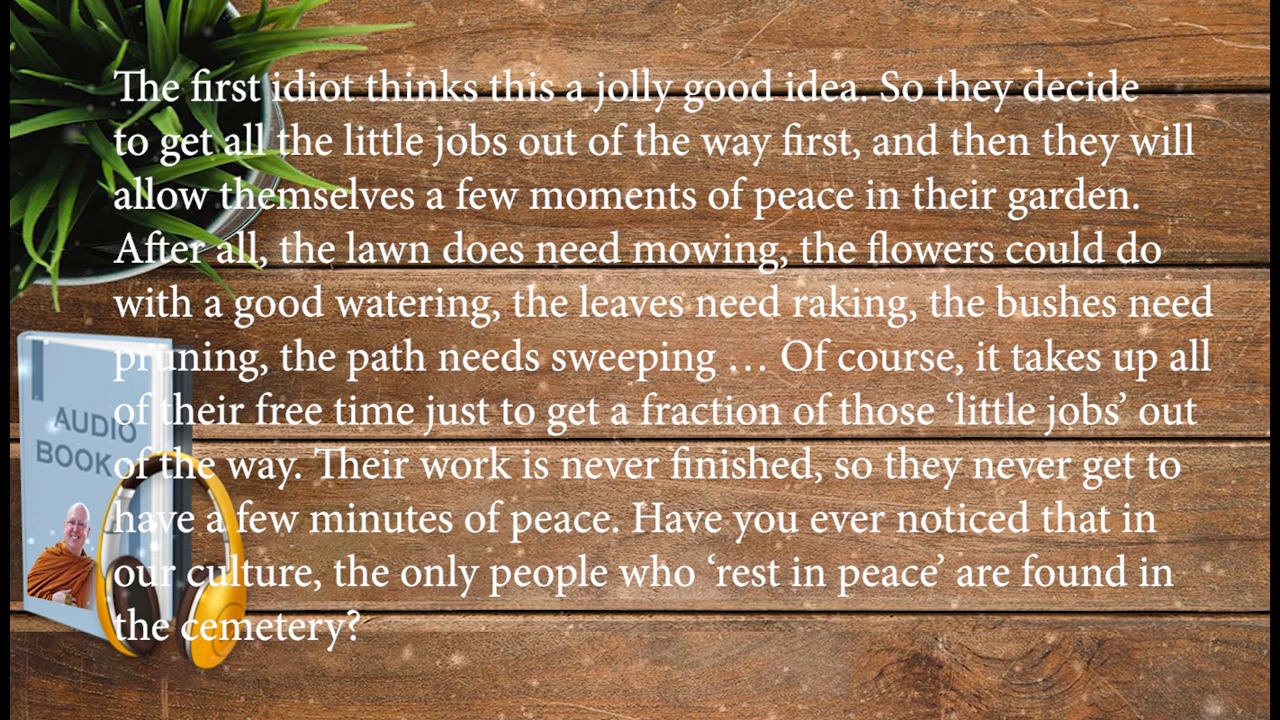 The first idiot thinks this a jolly good idea. So they decide
to get all the little jobs out of the way first, and then they will
allow themselves a few moments of peace in their garden.
After all, the lawn does need mowing, the flowers could do
with a good watering, the leaves need raking, the bushes need
pruning, the path needs sweeping … Of course, it takes up all
of their free time just to get a fraction of those ‘little jobs’ out
of the way. Their work is never finished, so they never get to
have a few minutes of peace. Have you ever noticed that in
our culture, the only people who ‘rest in peace’ are found in
the cemetery?
AUDIO
BOOK